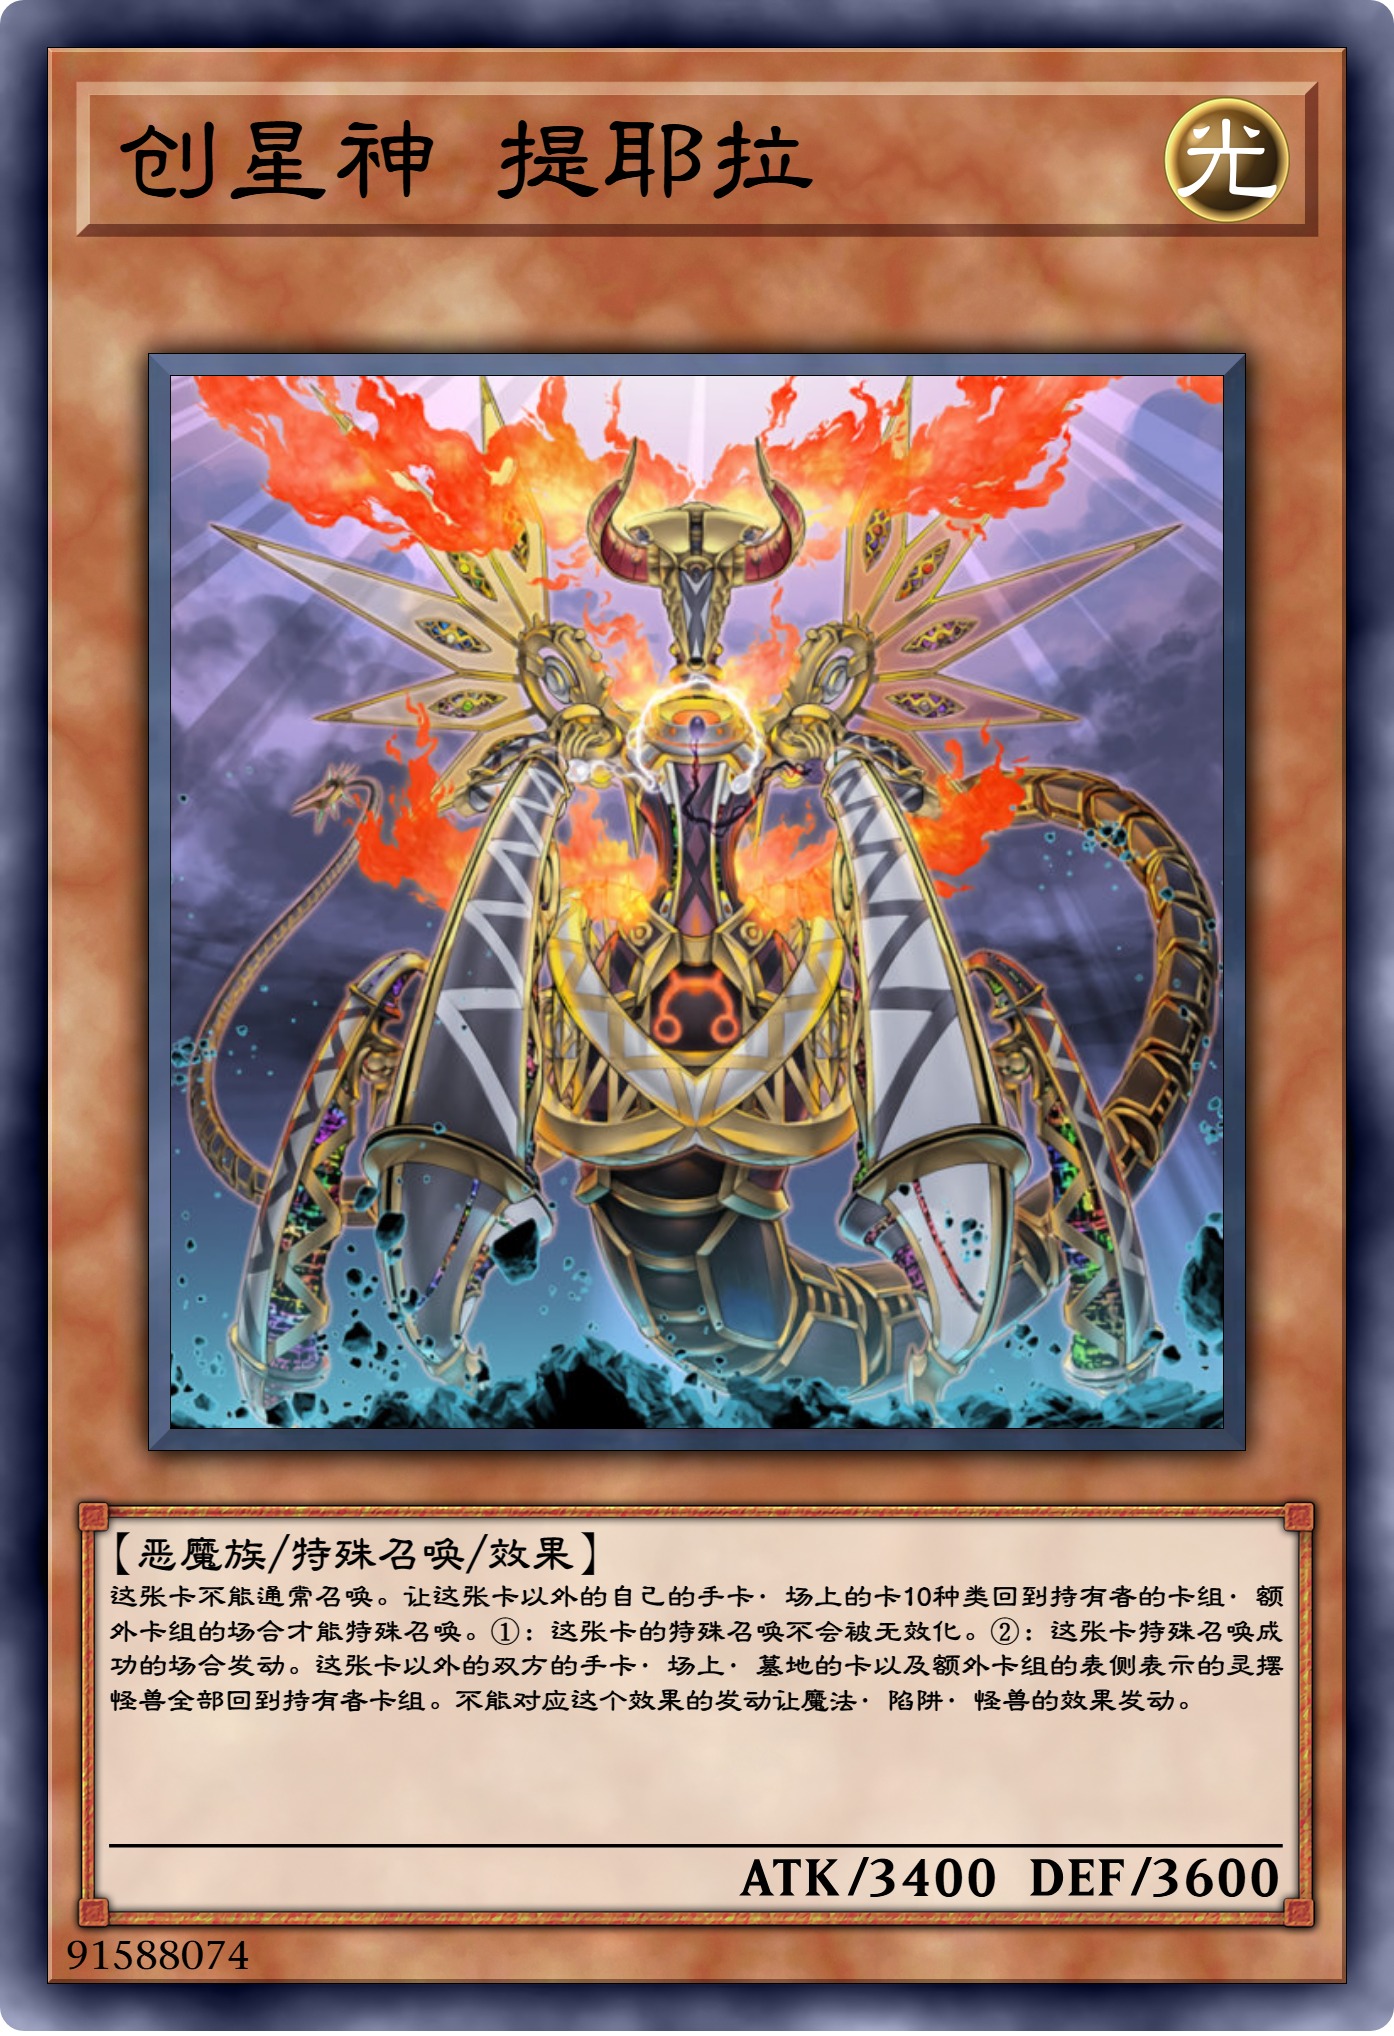 创星神 提耶拉
光
【恶魔族/特殊召唤/效果】
这张卡不能通常召唤。让这张卡以外的自己的手卡·场上的卡10种类回到持有者的卡组·额
外卡组的场合才能特殊召唤。①：这张卡的特殊召唤不会被无效化。②：这张卡特殊召唤成
功的场合发动。这张卡以外的双方的手卡·场上·墓地的卡以及额外卡组的表侧表示的灵摆
怪兽全部回到持有者卡组。不能对应这个效果的发动让魔法·陷阱·怪兽的效果发动。
ATK/3400 DEF/3600
91588074